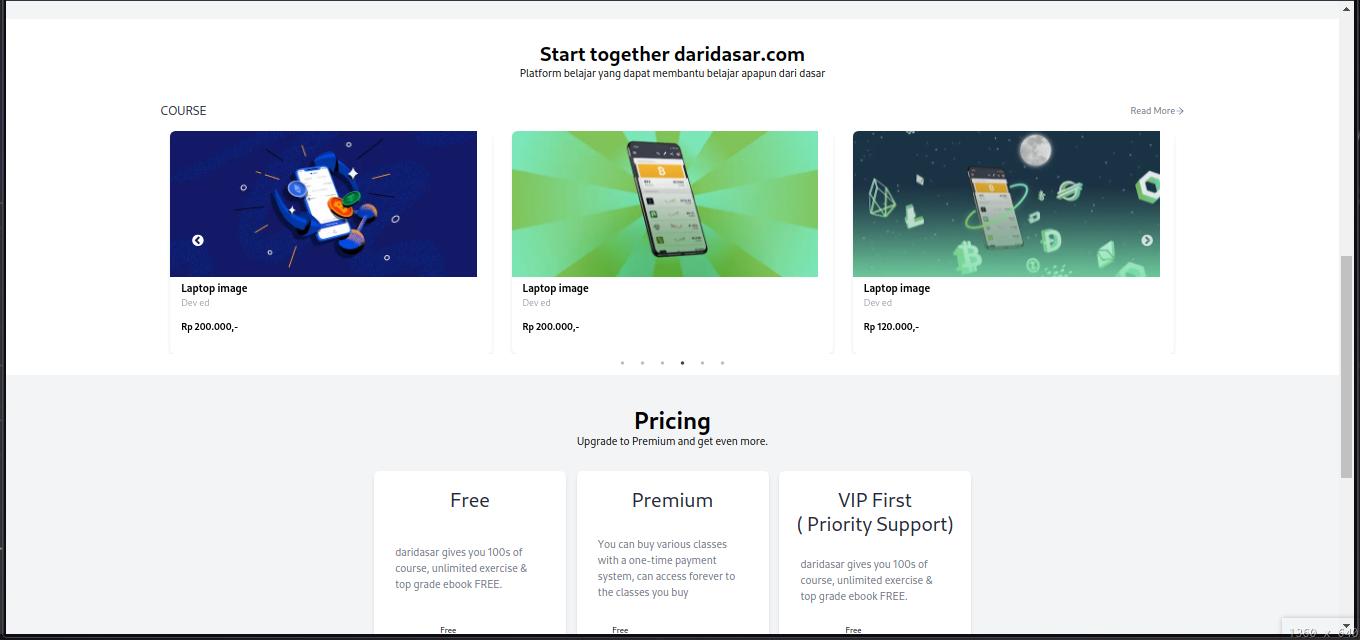 Start together daridasar.com
Platform belajar yang dapat membantu belajar apapun dari dasar
COURSE
Read More→
Laptop image
Dev ed
Rp 200.000,-
Laptop image
Dev ed
Rp 200.000,-
Laptop image
Dev ed
Rp 120.000,-
Pricing
Upgrade to Premium and get even more.
Free
daridasar gives you 100s of
course, unlimited exercise &
top grade ebook FREE.
Free
Premium
You can buy various classes
with a one-time payment
system, can access forever to
the classes you buy
Free
VIP First
( Priority Support)
daridasar gives you 100s of
course, unlimited exercise &
top grade ebook FREE.
Free